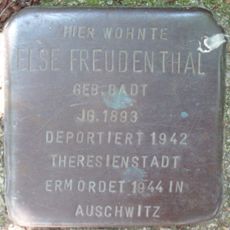 HIER WOHNTE
ELSE FREUDENTHAL
GEB. BADT
JG. 1893
DEPORTIERT 1942
THERESIENSTADT
ERMORDET 1944 IN
AUSCHWITZ